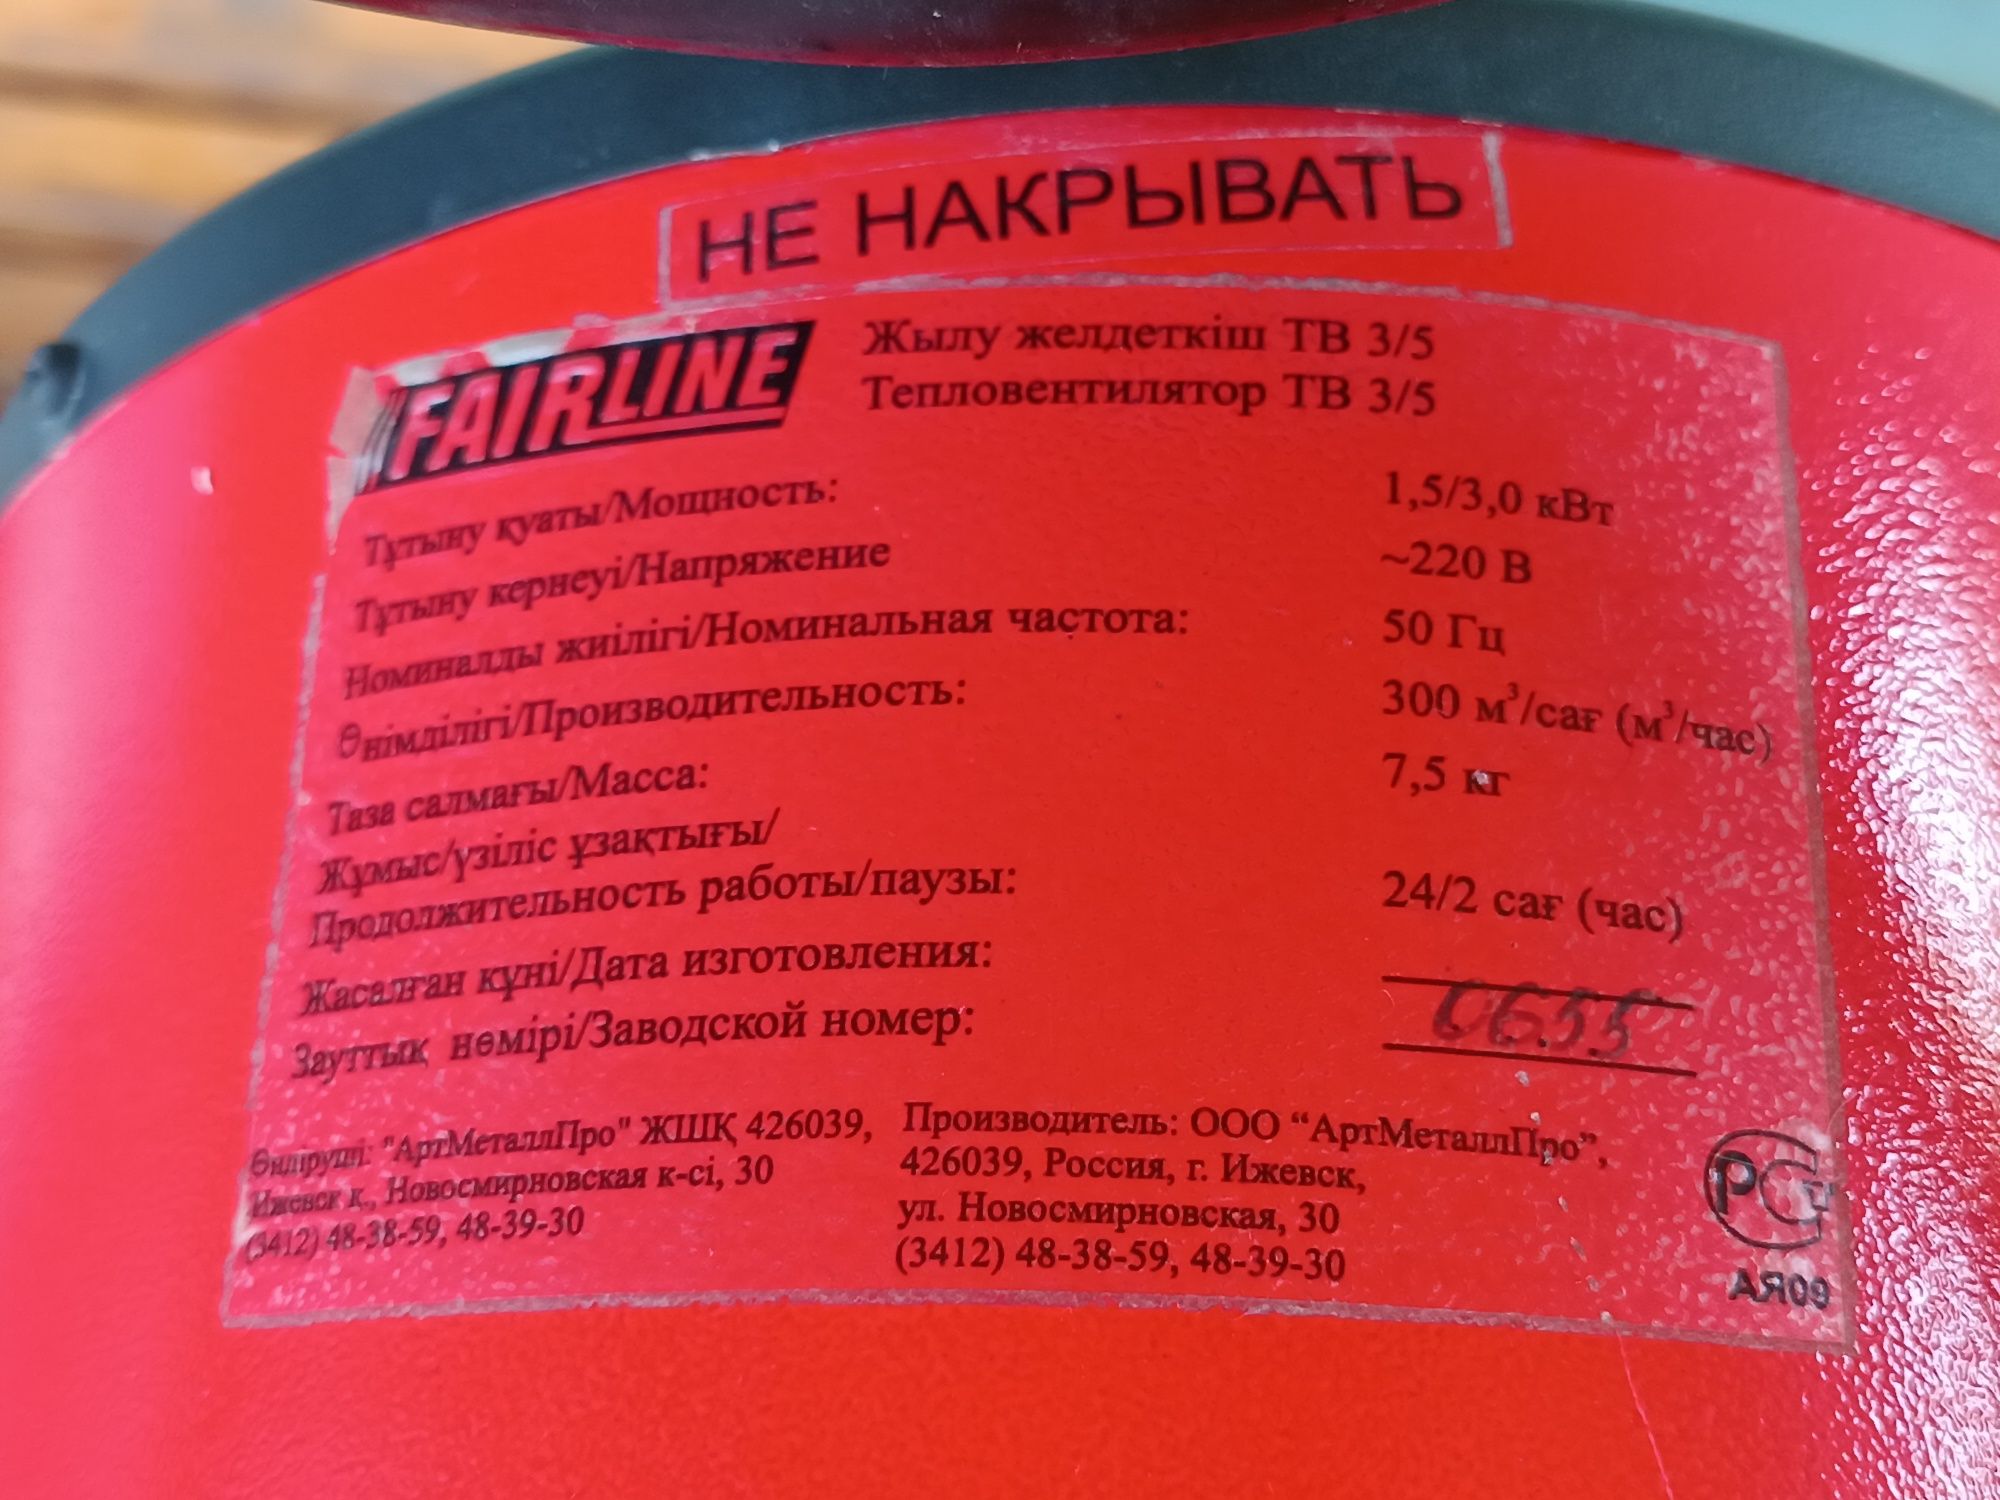 НЕ НАКРЫВАТЬ
FAIRLINE
Жылу желдеткіш ТВ 3/5
Тепловентилятор ТВ 3/5
Тұтыну қуаты/Мощность: 1,5/3,0 кВт
Тұтыну кернеуі/Напряжение ~220 В
Номиналды жиілігі/Номинальная частота: 50 Гц
Өнімділігі/Производительность: 300 м³/сағ (м³/час)
Таза салмағы/Масса: 7,5 кг
Жұмыс/үзіліс ұзақтығы/
Продолжительность работы/паузы: 24/2 сағ (час)
Жасалған күні/Дата изготовления:
Зауттық нөмірі/Заводской номер: 0655
Өндіруші: "АртМеталлПро" ЖШҚ 426039,
Ижевск қ., Новосмирновская к-сі, 30
(3412) 48-38-59, 48-39-30
Производитель: ООО “АртМеталлПро”,
426039, Россия, г. Ижевск,
ул. Новосмирновская, 30
(3412) 48-38-59, 48-39-30
РСТ
АЯ09